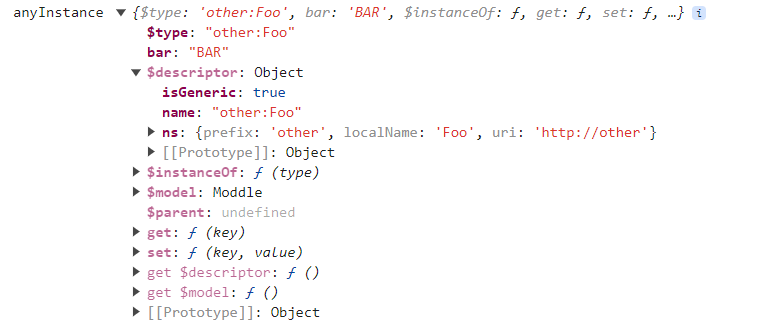 anyInstance ▼ {$type: 'other:Foo', bar: 'BAR', $instanceOf: ƒ, get: ƒ, set: ƒ, …} i
$type: "other:Foo"
bar: "BAR"
▼ $descriptor: Object
isGeneric: true
name: "other:Foo"
▶ ns: {prefix: 'other', localName: 'Foo', uri: 'http://other'}
▶ [[Prototype]]: Object
▶ $instanceOf: ƒ (type)
▶ $model: Moddle
$parent: undefined
▶ get: ƒ (key)
▶ set: ƒ (key, value)
▶ get $descriptor: ƒ ()
▶ get $model: ƒ ()
▶ [[Prototype]]: Object